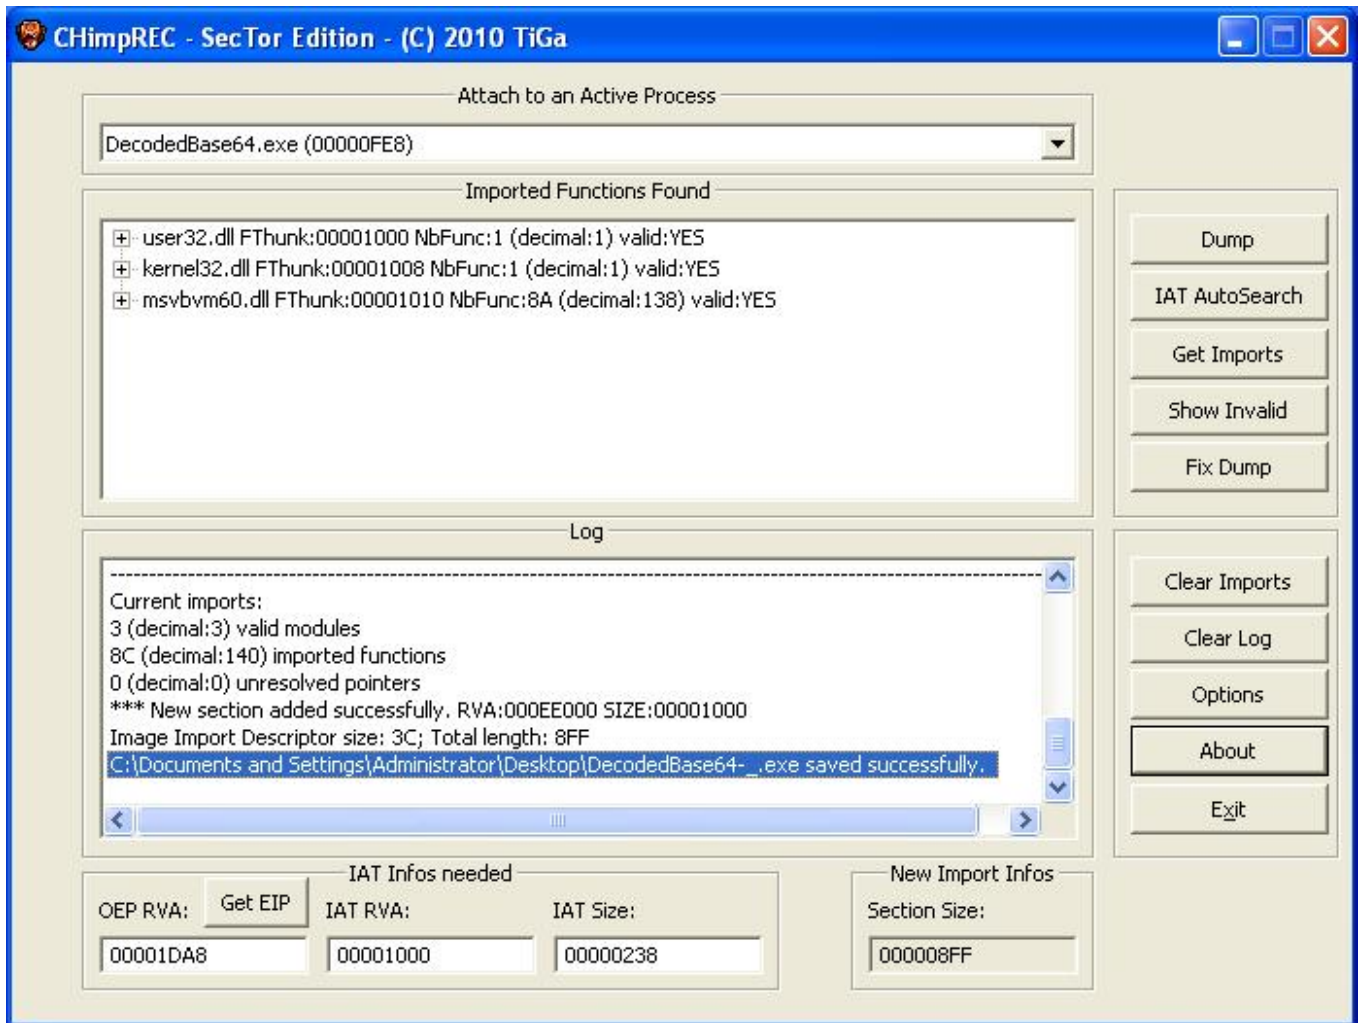 CHimpREC - SecTor Edition - (C) 2010 TiGa
Attach to an Active Process
DecodedBase64.exe (00000FE8)
Imported Functions Found
user32.dll FThunk:00001000 NbFunc:1 (decimal:1) valid:YES
kernel32.dll FThunk:00001008 NbFunc:1 (decimal:1) valid:YES
msvbvm60.dll FThunk:00001010 NbFunc:8A (decimal:138) valid:YES
Dump
IAT AutoSearch
Get Imports
Show Invalid
Fix Dump
Log
--------------------------------------------------------------------------------------------------------------------------
Current imports:
3 (decimal:3) valid modules
8C (decimal:140) imported functions
0 (decimal:0) unresolved pointers
*** New section added successfully. RVA:000EE000 SIZE:00001000
Image Import Descriptor size: 3C; Total length: 8FF
C:\Documents and Settings\Administrator\Desktop\DecodedBase64-_.exe saved successfully.
Clear Imports
Clear Log
Options
About
Exit
IAT Infos needed
OEP RVA: Get EIP IAT RVA: IAT Size:
00001DA8 00001000 00000238
New Import Infos
Section Size:
000008FF